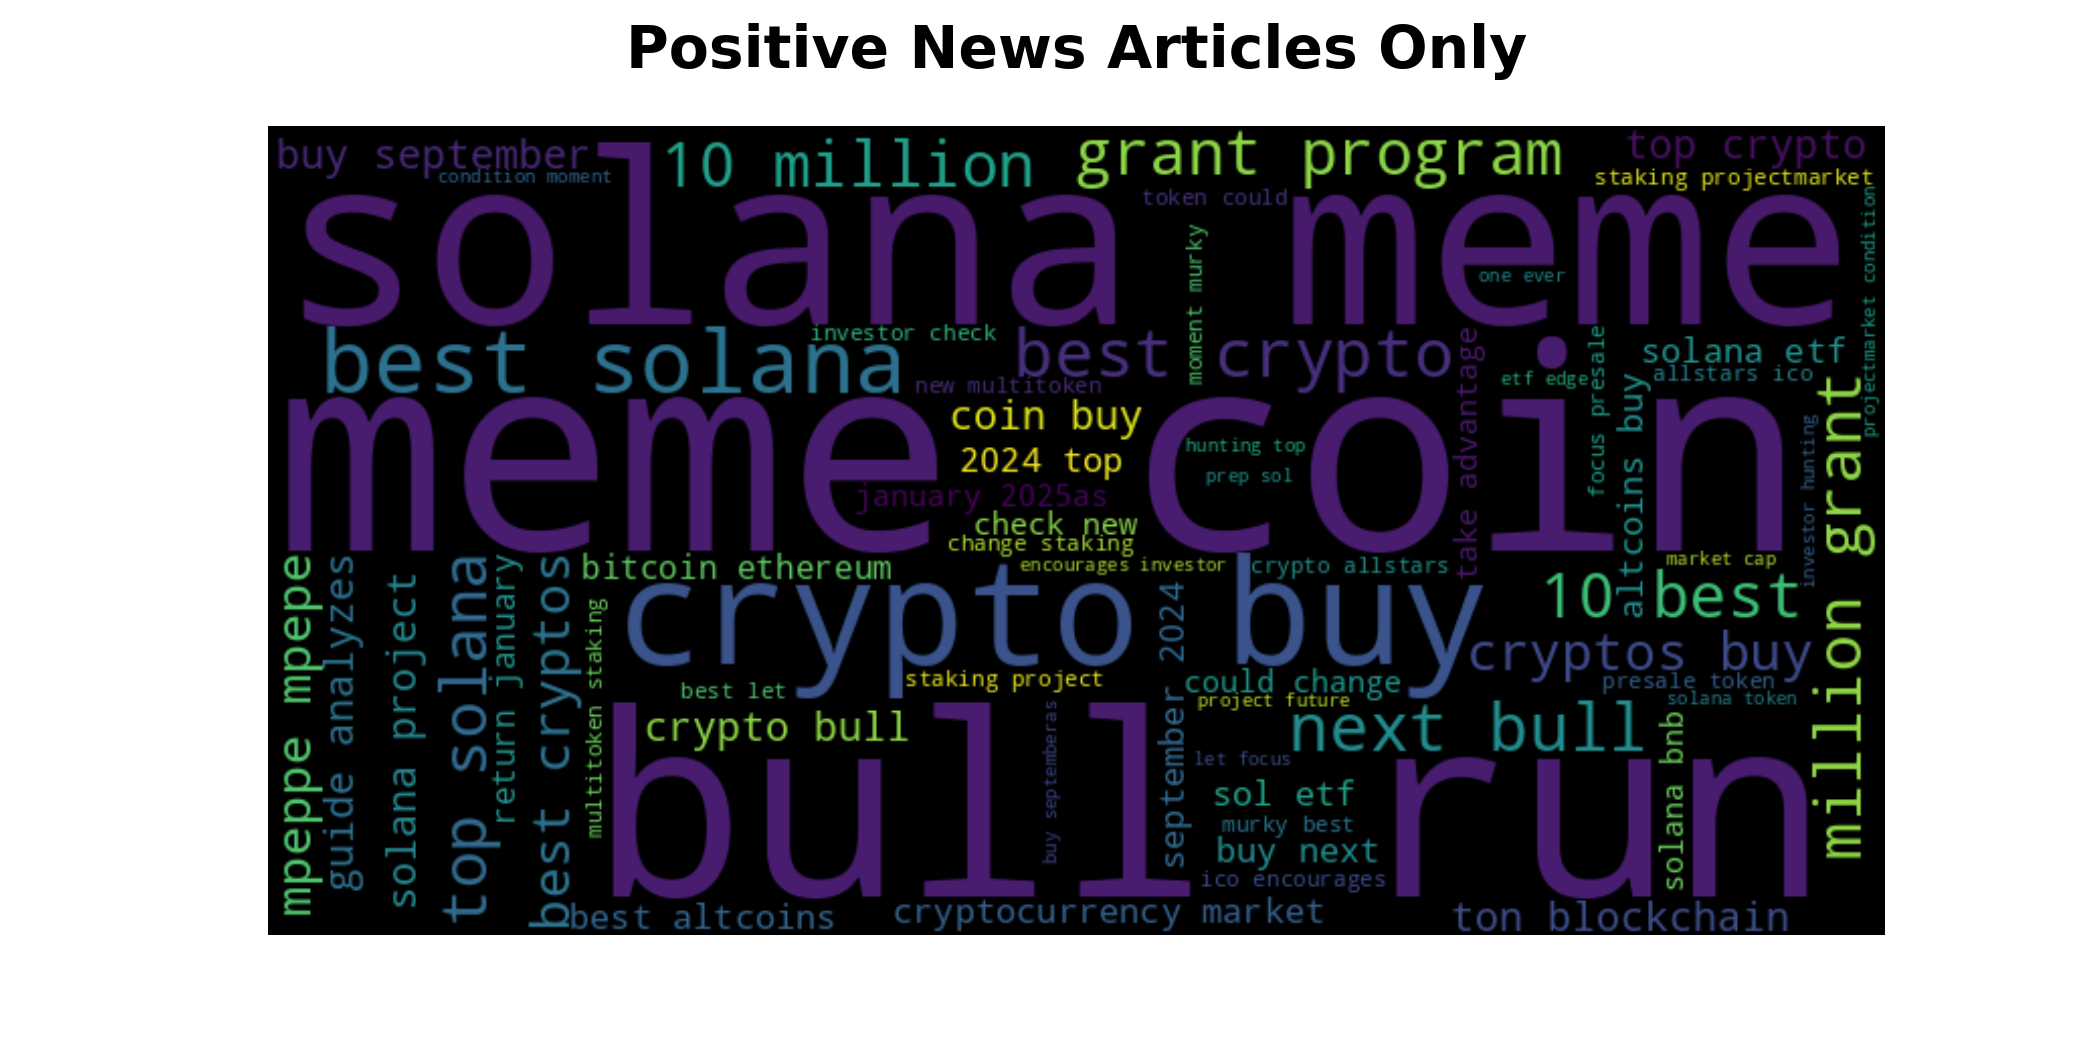 Positive News Articles Only
buy september
condition moment
10 million
grant program
top crypto
staking projectmarket
token could
solana meme
moment murky
one ever
projectmarket condition
best solana
investor check
best crypto
new multitoken
take advantage
etf edge
focus presale
solana etf
allstars ico
altcoins buy
million grant
meme coin
coin buy
2024 top
january 2025as
hunting top
prep sol
investor hunting
check new
change staking
encourages investor
crypto allstars
market cap
bitcoin ethereum
mpeppe mpepe
guide analyzes
solana project
top solana
return january
best cryptos
multitoken staking
crypto buy
september 2024
10 best
cryptos buy
staking project
could change
presale token
project future
solana token
best let
crypto bull
next bull
bull run
buy septemberas
let focus
sol etf
murky best
buy next
ico encourages
solana bnb
best altcoins
cryptocurrency market
ton blockchain